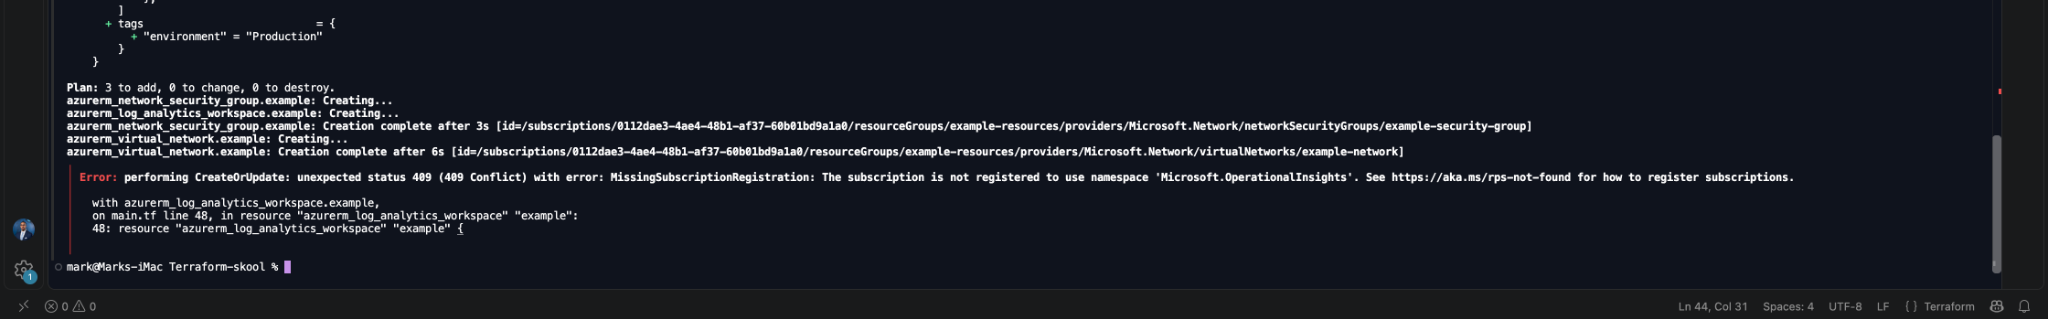 },
]
+ tags = {
+ "environment" = "Production"
}
}
Plan: 3 to add, 0 to change, 0 to destroy.
azurerm_network_security_group.example: Creating...
azurerm_log_analytics_workspace.example: Creating...
azurerm_network_security_group.example: Creation complete after 3s [id=/subscriptions/0112dae3-4ae4-48b1-af37-60b01bd9a1a0/resourceGroups/example-resources/providers/Microsoft.Network/networkSecurityGroups/example-security-group]
azurerm_virtual_network.example: Creating...
azurerm_virtual_network.example: Creation complete after 6s [id=/subscriptions/0112dae3-4ae4-48b1-af37-60b01bd9a1a0/resourceGroups/example-resources/providers/Microsoft.Network/virtualNetworks/example-network]
Error: performing CreateOrUpdate: unexpected status 409 (409 Conflict) with error: MissingSubscriptionRegistration: The subscription is not registered to use namespace 'Microsoft.OperationalInsights'. See https://aka.ms/rps-not-found for how to register subscriptions.
with azurerm_log_analytics_workspace.example,
on main.tf line 48, in resource "azurerm_log_analytics_workspace" "example":
48: resource "azurerm_log_analytics_workspace" "example" {
mark@Marks-iMac Terraform-skool %
1
0 0 Ln 44, Col 31 Spaces: 4 UTF-8 LF { } Terraform